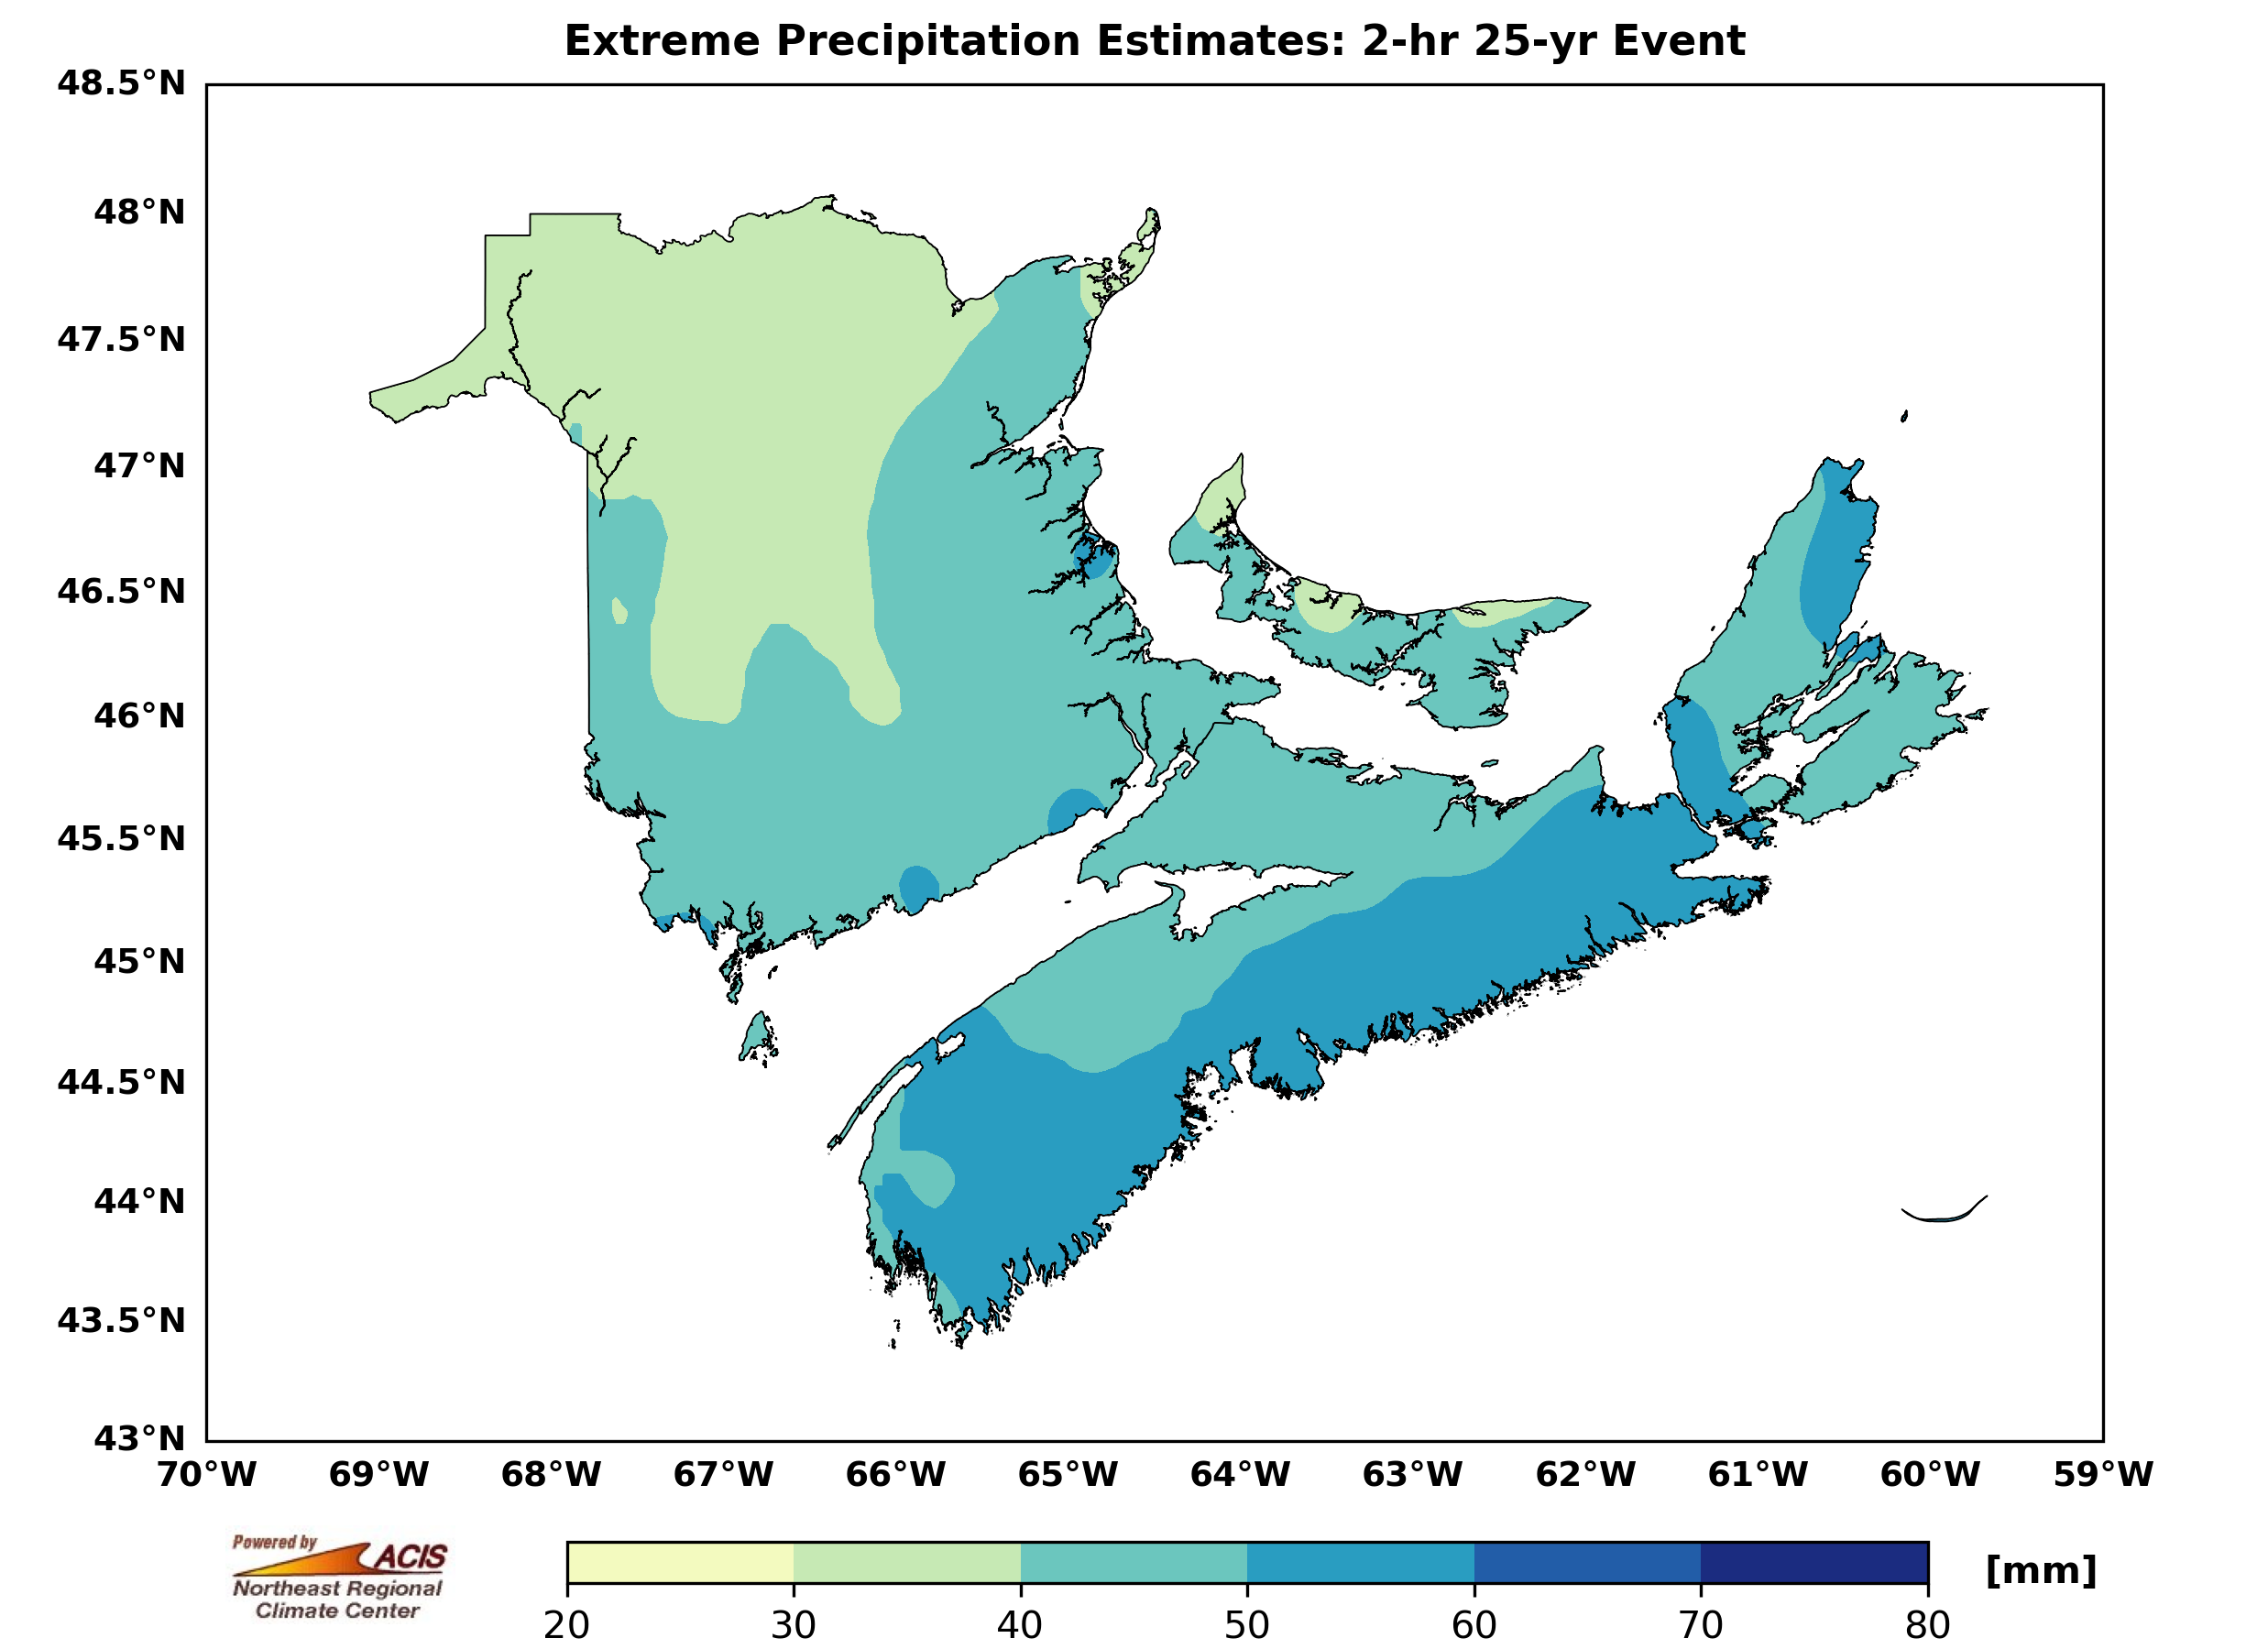 Extreme Precipitation Estimates: 2-hr 25-yr Event
48.5°N
48°N
47.5°N
47°N
46.5°N
46°N
45.5°N
45°N
44.5°N
44°N
43.5°N
43°N
70°W 69°W 68°W 67°W 66°W 65°W 64°W 63°W 62°W 61°W 60°W 59°W
Powered by
ACIS
Northeast Regional
Climate Center
[mm]
20 30 40 50 60 70 80